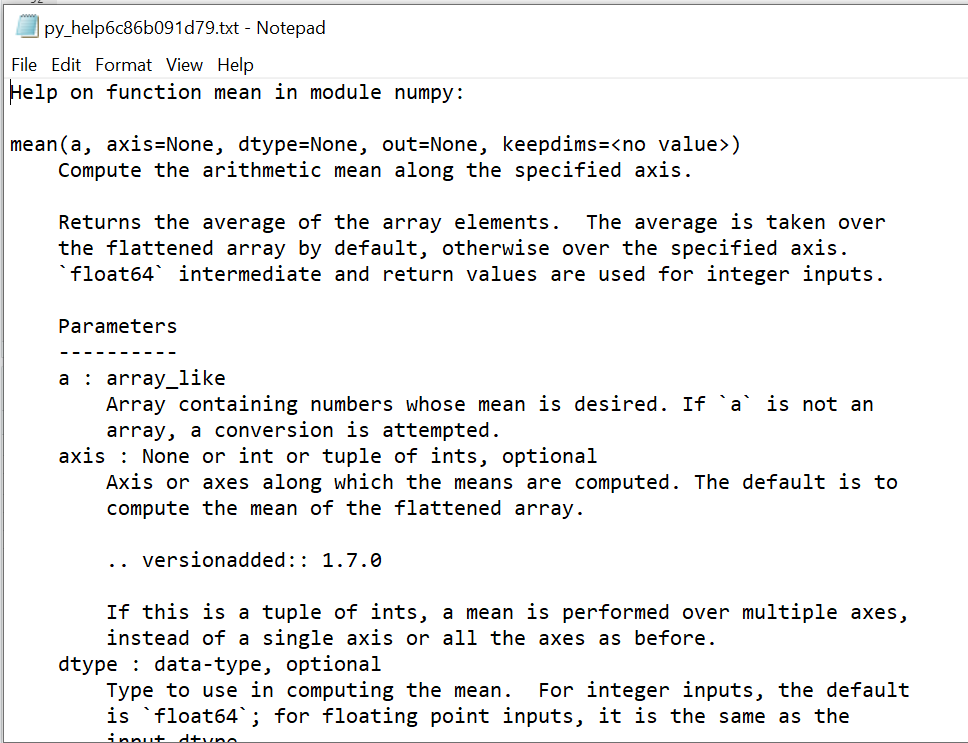 py_help6c86b091d79.txt - Notepad
File Edit Format View Help
Help on function mean in module numpy:
mean(a, axis=None, dtype=None, out=None, keepdims=<no value>)
Compute the arithmetic mean along the specified axis.
Returns the average of the array elements.  The average is taken over
the flattened array by default, otherwise over the specified axis.
`float64` intermediate and return values are used for integer inputs.
Parameters
----------
a : array_like
Array containing numbers whose mean is desired. If `a` is not an
array, a conversion is attempted.
axis : None or int or tuple of ints, optional
Axis or axes along which the means are computed. The default is to
compute the mean of the flattened array.
.. versionadded:: 1.7.0
If this is a tuple of ints, a mean is performed over multiple axes,
instead of a single axis or all the axes as before.
dtype : data-type, optional
Type to use in computing the mean.  For integer inputs, the default
is `float64`; for floating point inputs, it is the same as the
input dtype